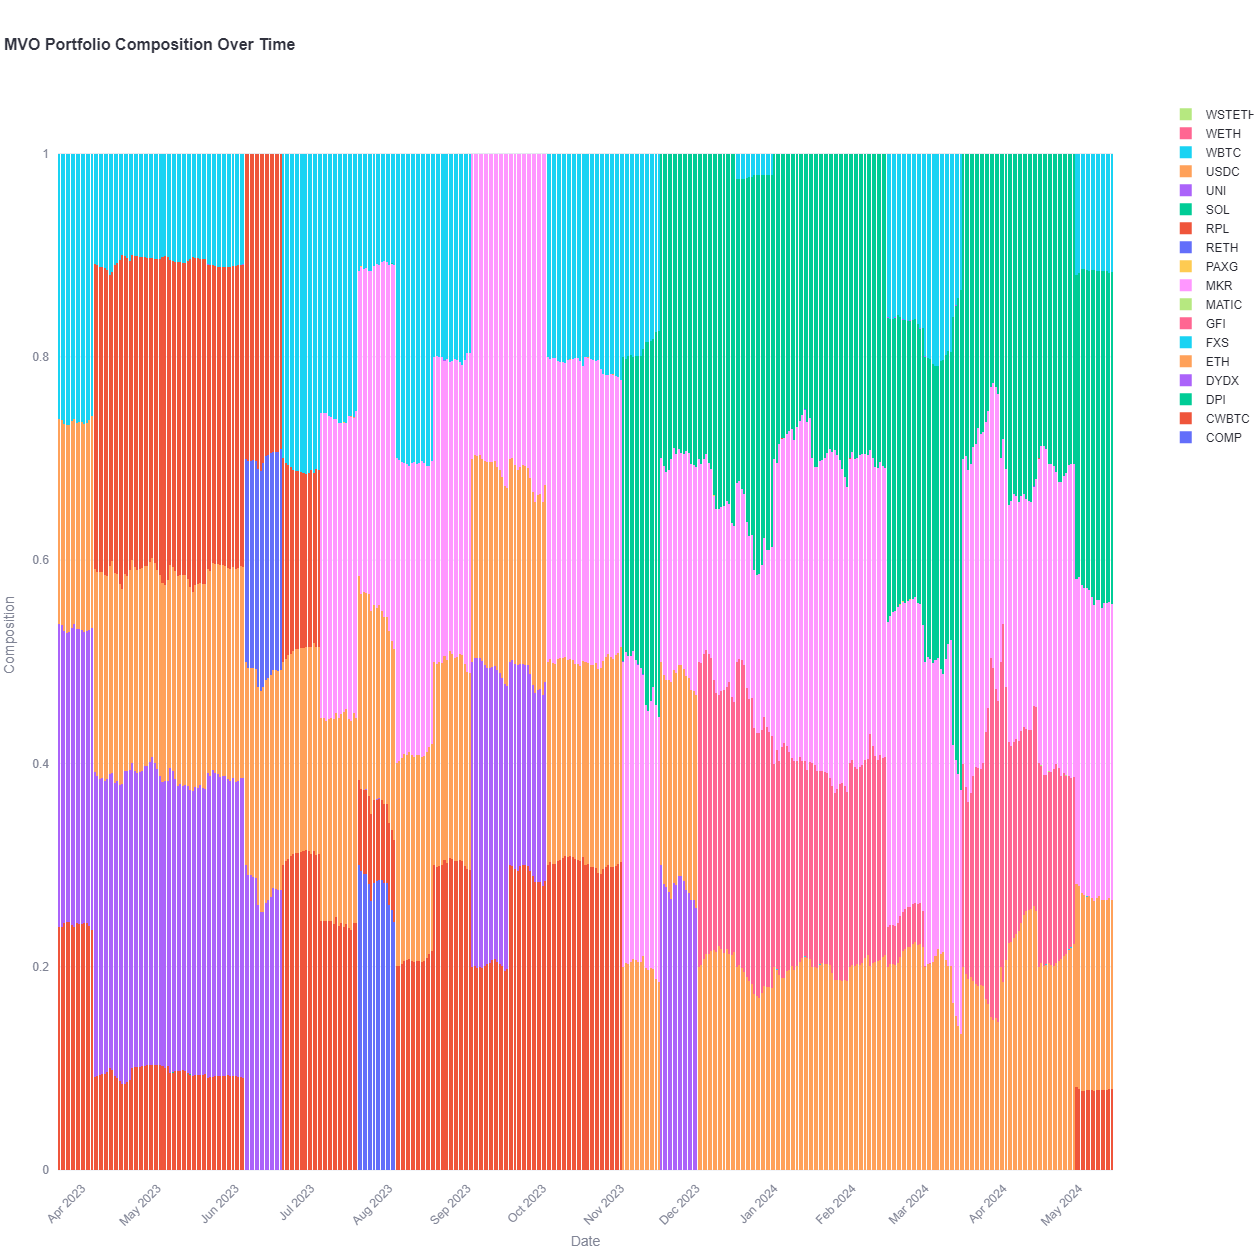 MVO Portfolio Composition Over Time
WSTETH
WETH
WBTC
USDC
UNI
SOL
RPL
RETH
PAXG
MKR
MATIC
GFI
FXS
ETH
DYDX
DPI
CWBTC
COMP
1
0.8
0.6
0.4
0.2
0
Composition
Apr 2023
May 2023
Jun 2023
Jul 2023
Aug 2023
Sep 2023
Oct 2023
Nov 2023
Dec 2023
Jan 2024
Feb 2024
Mar 2024
Apr 2024
May 2024
Date